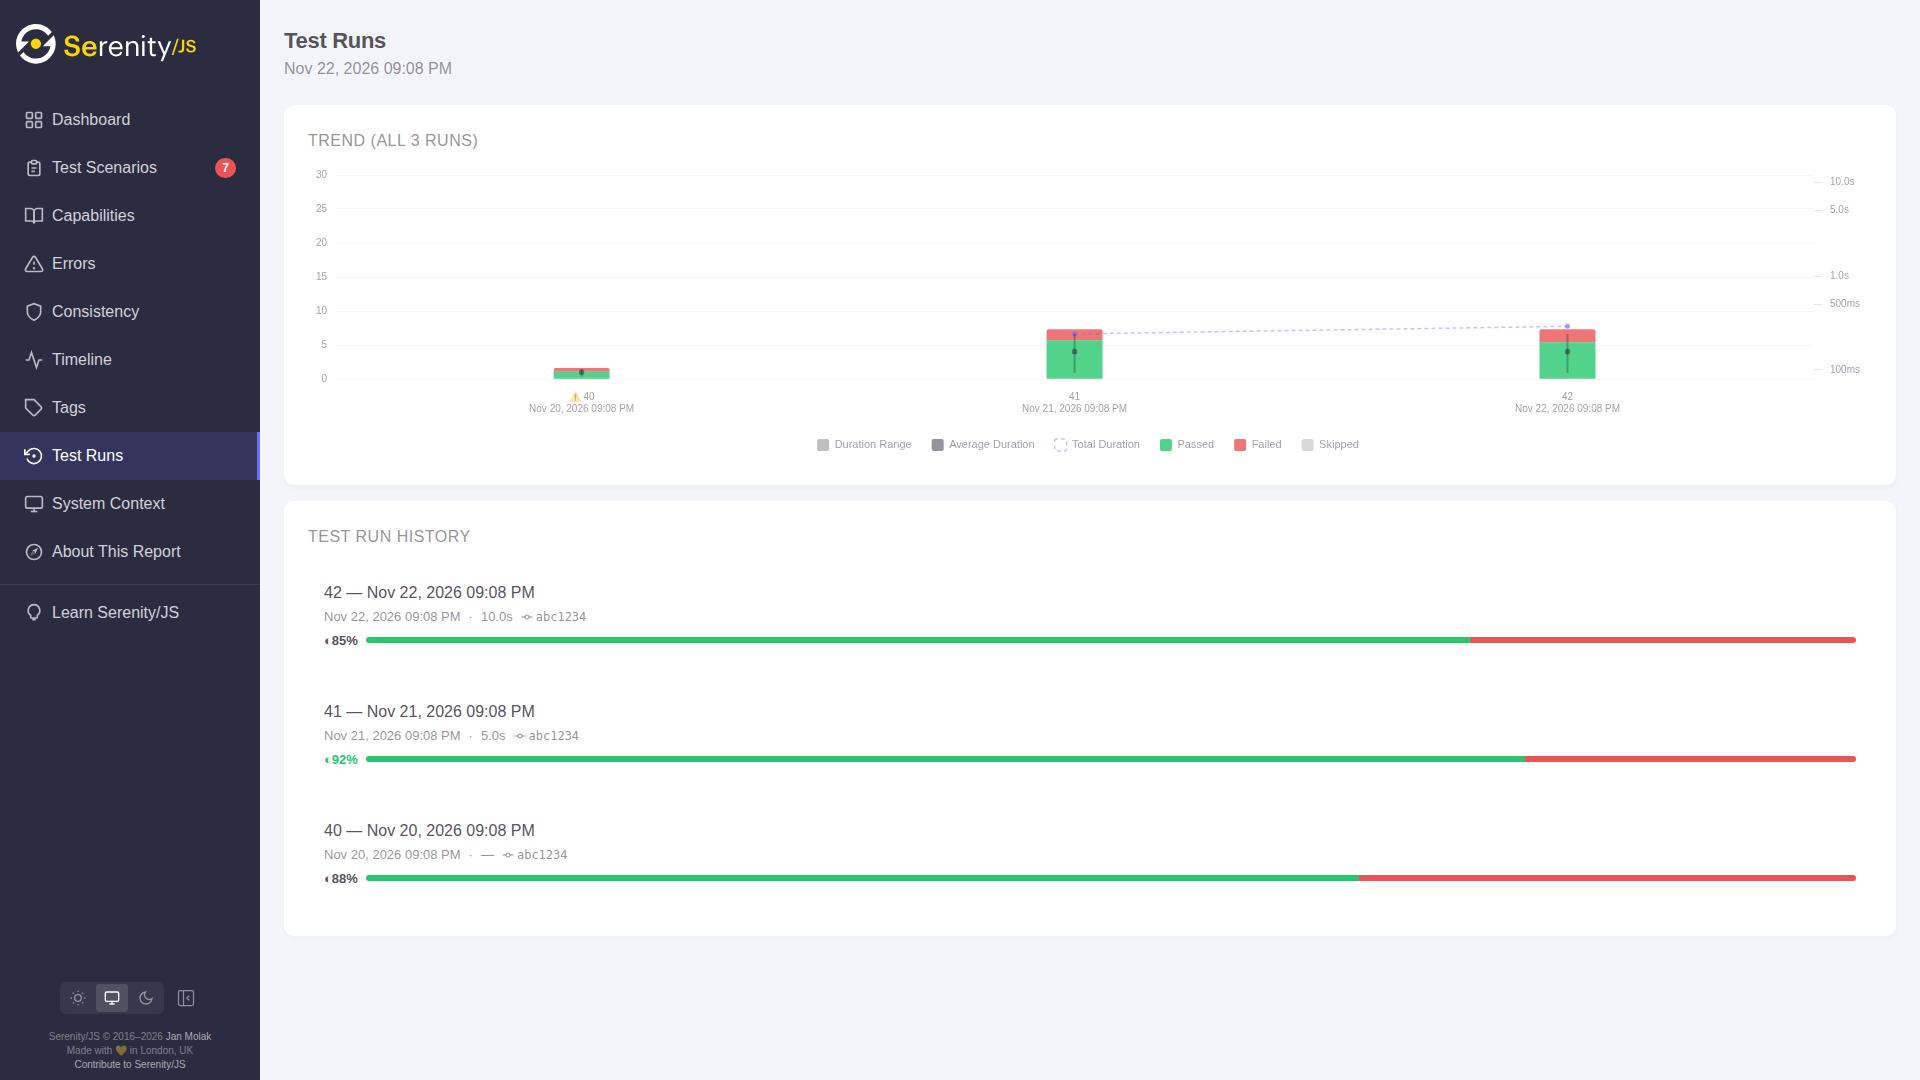 Serenity/JS
Dashboard
Test Scenarios 7
Capabilities
Errors
Consistency
Timeline
Tags
Test Runs
System Context
About This Report
Learn Serenity/JS
Serenity/JS © 2016–2026 Jan Molak
Made with 💛 in London, UK
Contribute to Serenity/JS
Test Runs
Nov 22, 2026 09:08 PM
TREND (ALL 3 RUNS)
30
25
20
15
10
5
0
10.0s
5.0s
1.0s
500ms
100ms
⚠️ 40
Nov 20, 2026 09:08 PM
41
Nov 21, 2026 09:08 PM
42
Nov 22, 2026 09:08 PM
Duration Range Average Duration Total Duration Passed Failed Skipped
TEST RUN HISTORY
42 — Nov 22, 2026 09:08 PM
Nov 22, 2026 09:08 PM · 10.0s abc1234
85%
41 — Nov 21, 2026 09:08 PM
Nov 21, 2026 09:08 PM · 5.0s abc1234
92%
40 — Nov 20, 2026 09:08 PM
Nov 20, 2026 09:08 PM · — abc1234
88%